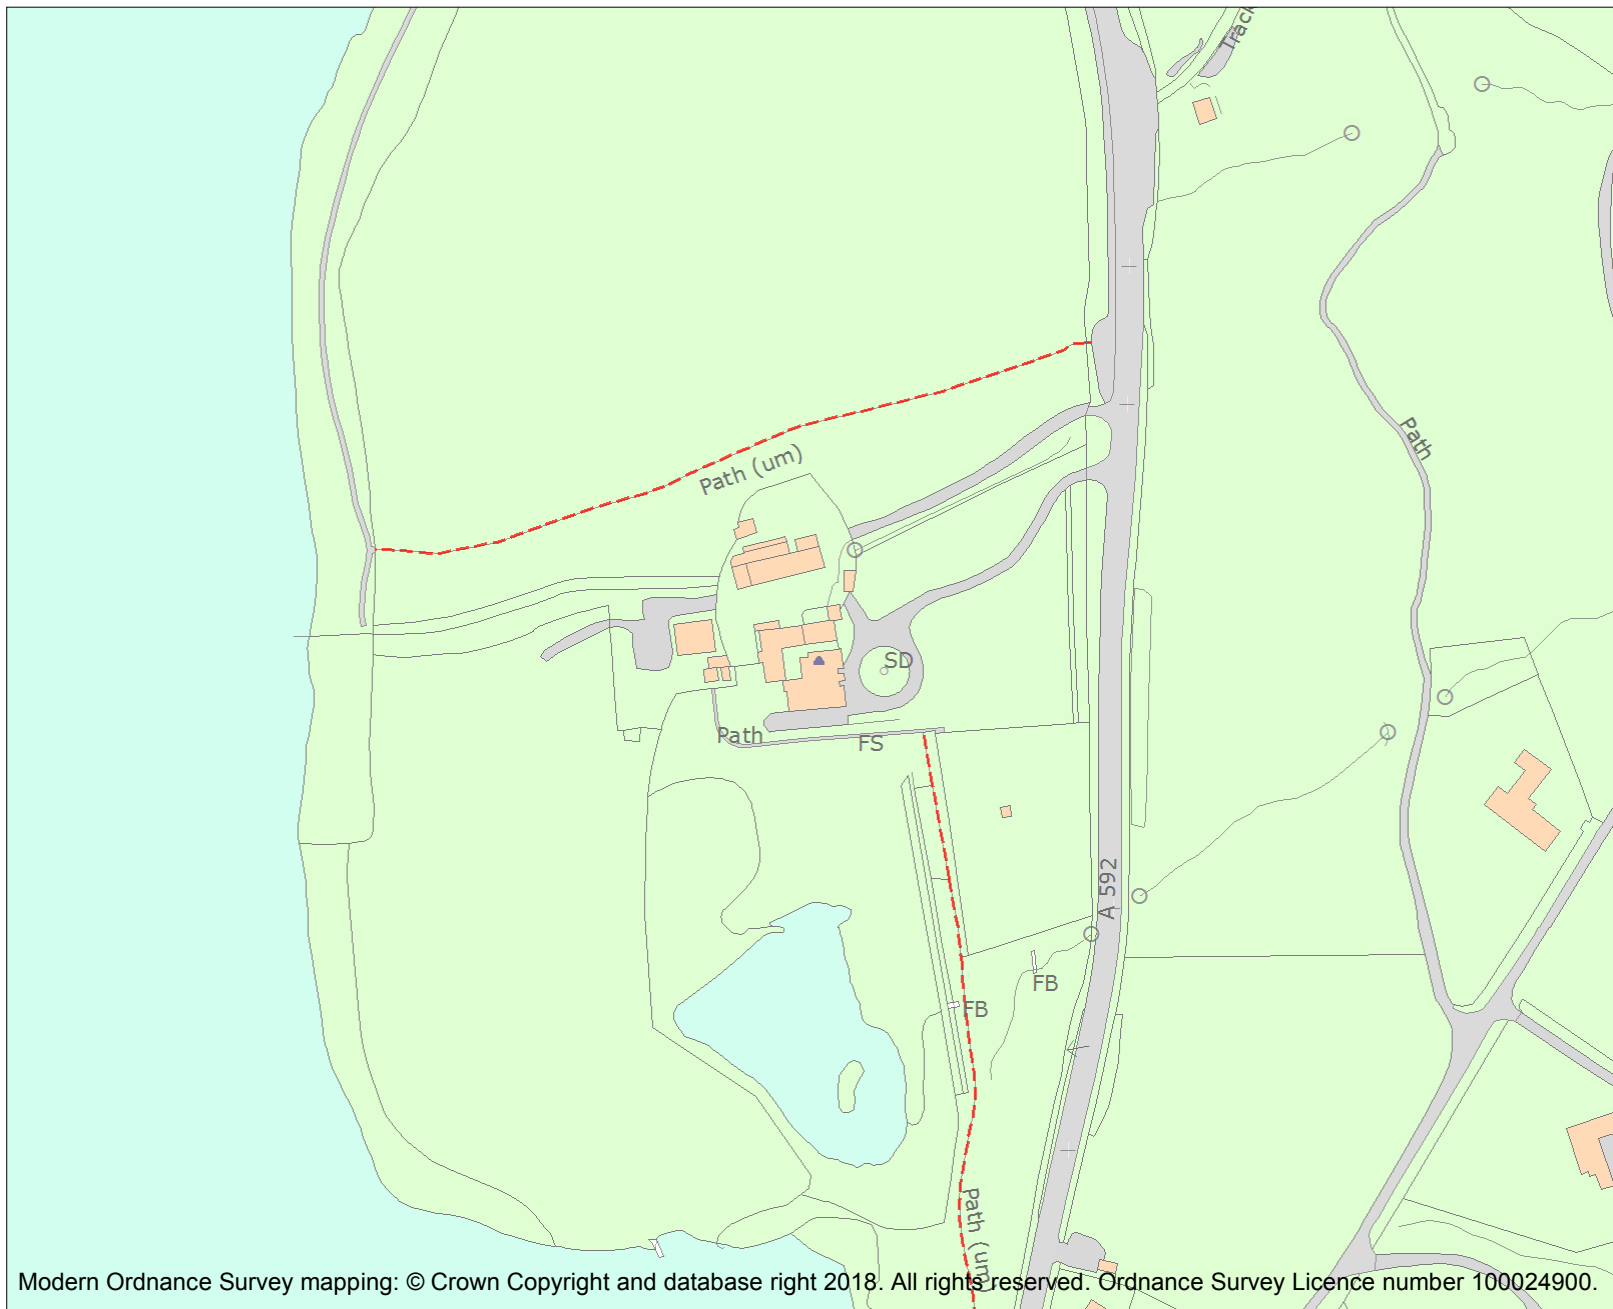 Track
Path
Path (um)
SD
Path
FS
A 592
FB
FB
Path (um)
Modern Ordnance Survey mapping: © Crown Copyright and database right 2018. All rights reserved. Ordnance Survey Licence number 100024900.